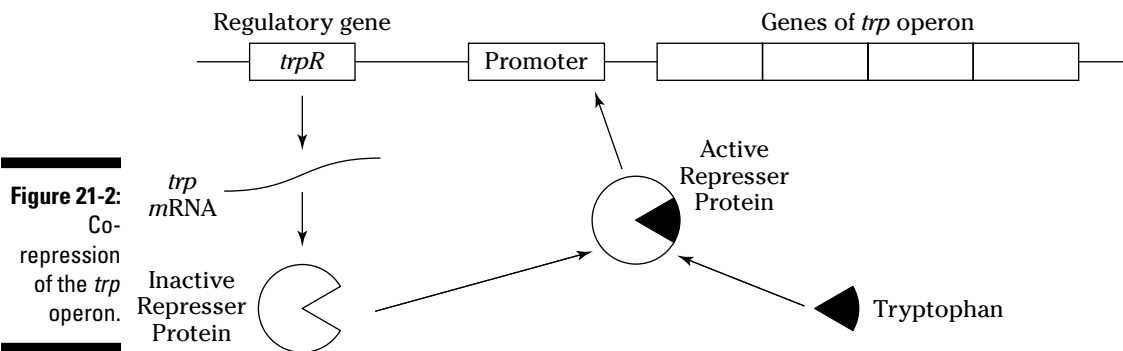 Regulatory gene
Genes of trp operon
trpR
Promoter
trp
mRNA
Active
Represser
Protein
Inactive
Represser
Protein
Tryptophan
Figure 21-2:
Co-
repression
of the trp
operon.